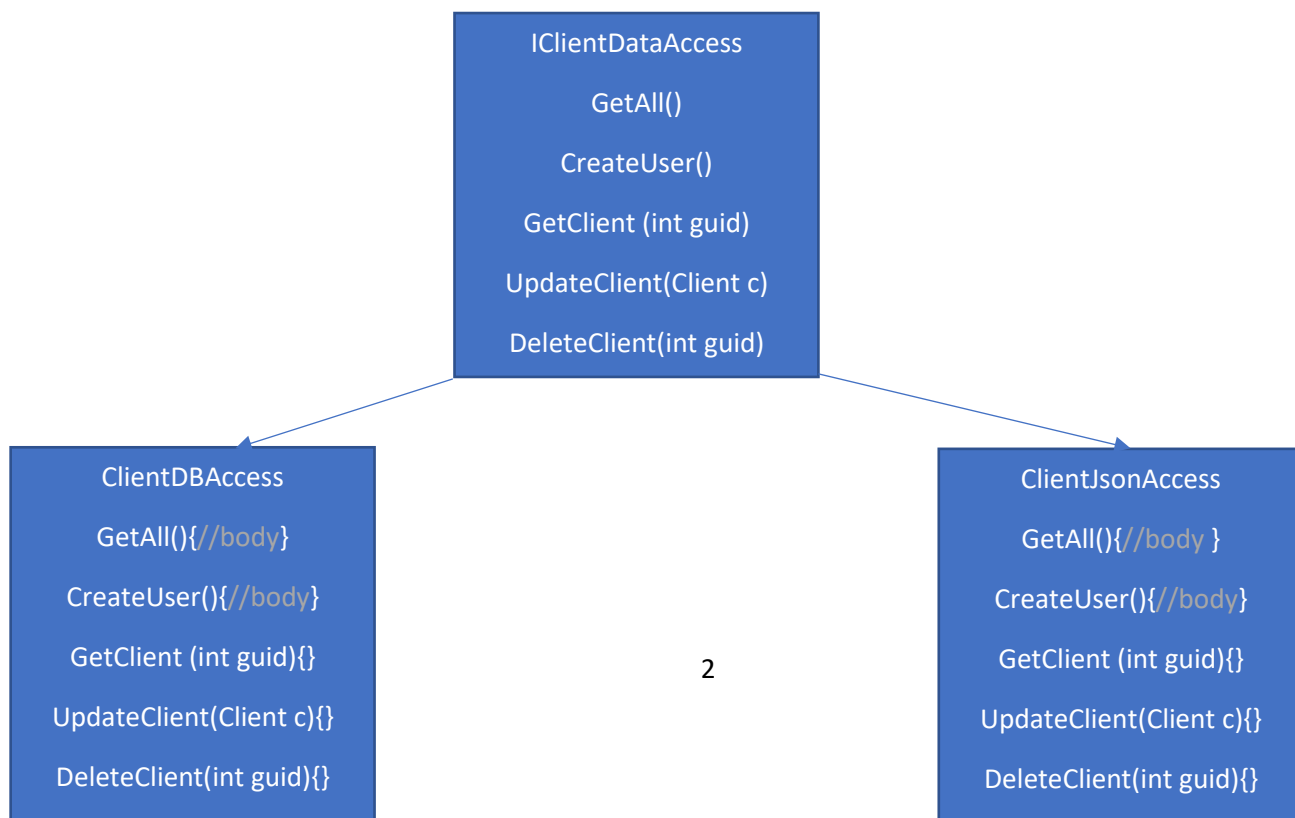 IClientDataAccess
GetAll()
CreateUser()
GetClient (int guid)
UpdateClient(Client c)
DeleteClient(int guid)
ClientDBAccess
GetAll(){//body}
CreateUser(){//body}
GetClient (int guid){}
UpdateClient(Client c){}
DeleteClient(int guid){}
2
ClientJsonAccess
GetAll(){//body }
CreateUser(){//body}
GetClient (int guid){}
UpdateClient(Client c){}
DeleteClient(int guid){}